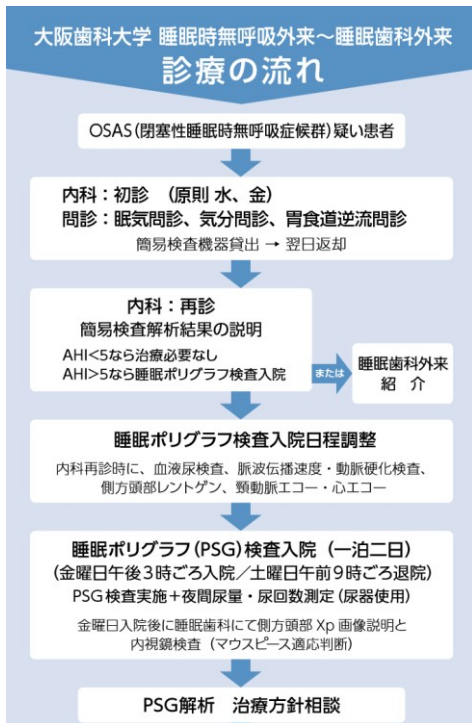 大阪歯科大学 睡眠時無呼吸外来～睡眠歯科外来
診療の流れ
OSAS（閉塞性睡眠時無呼吸症候群）疑い患者
内科：初診　（原則 水、金）
問診：眠気問診、気分問診、胃食道逆流問診
簡易検査機器貸出 → 翌日返却
内科：再診
簡易検査解析結果の説明
AHI<5なら治療必要なし
AHI>5なら睡眠ポリグラフ検査入院
または
睡眠歯科外来
紹　介
睡眠ポリグラフ検査入院日程調整
内科再診時に、血液尿検査、脈波伝播速度・動脈硬化検査、
側方頭部レントゲン、頸動脈エコー・心エコー
睡眠ポリグラフ（PSG）検査入院（一泊二日）
（金曜日午後３時ごろ入院／土曜日午前９時ごろ退院）
PSG検査実施＋夜間尿量・尿回数測定（尿器使用）
金曜日入院後に睡眠歯科にて側方頭部Xp画像説明と
内視鏡検査（マウスピース適応判断）
PSG解析　治療方針相談